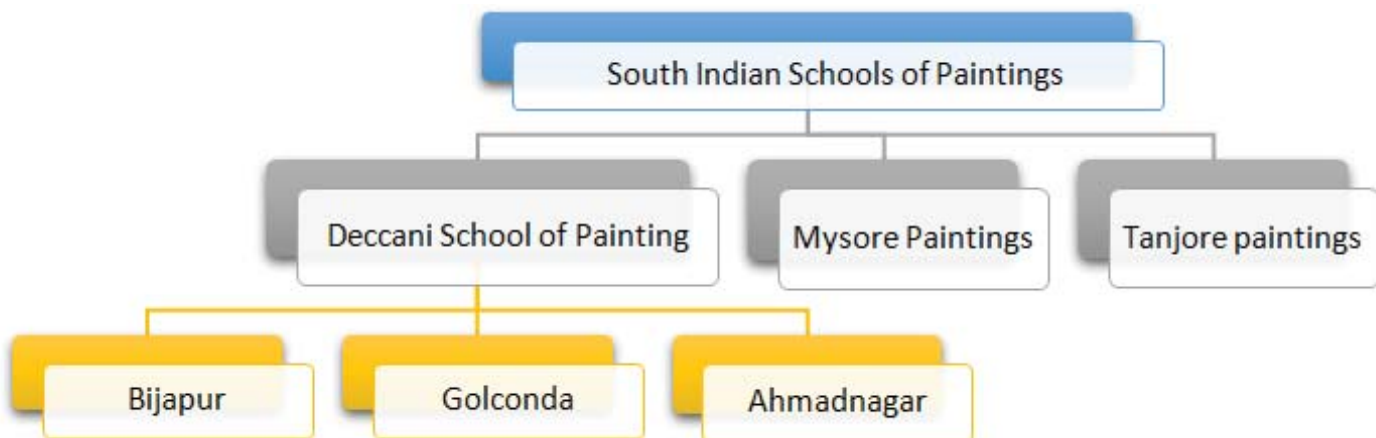 South Indian Schools of Paintings
Deccani School of Painting
Mysore Paintings
Tanjore paintings
Bijapur
Golconda
Ahmadnagar